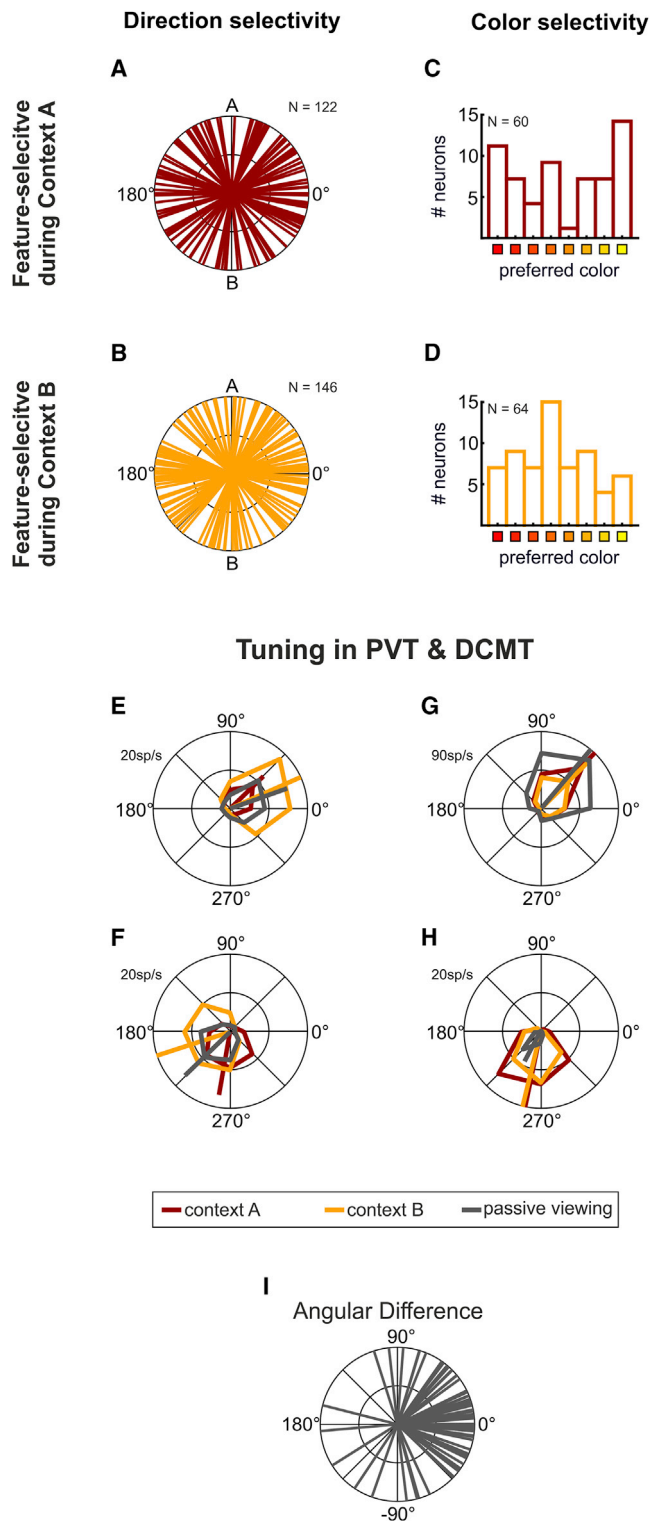 Direction selectivity
Color selectivity
Feature-selecitve
during Context A
A
A
N = 122
180°
0°
B
C
15
N = 60
10
5
# neurons
preferred color
Feature-selecitve
during Context B
B
A
N = 146
180°
0°
B
D
15
N = 64
10
5
# neurons
preferred color
Tuning in PVT & DCMT
E
90°
20sp/s
180°
0°
270°
G
90°
90sp/s
180°
0°
270°
F
90°
20sp/s
180°
0°
270°
H
90°
20sp/s
180°
0°
270°
context A
context B
passive viewing
I
Angular Difference
90°
180°
0°
-90°